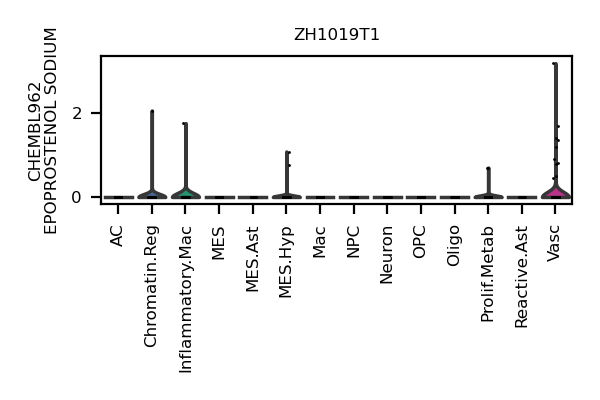 ZH1019T1
CHEMBL962
EPOPROSTENOL SODIUM
2
0
AC
Chromatin.Reg
Inflammatory.Mac
MES
MES.Ast
MES.Hyp
Mac
NPC
Neuron
OPC
Oligo
Prolif.Metab
Reactive.Ast
Vasc